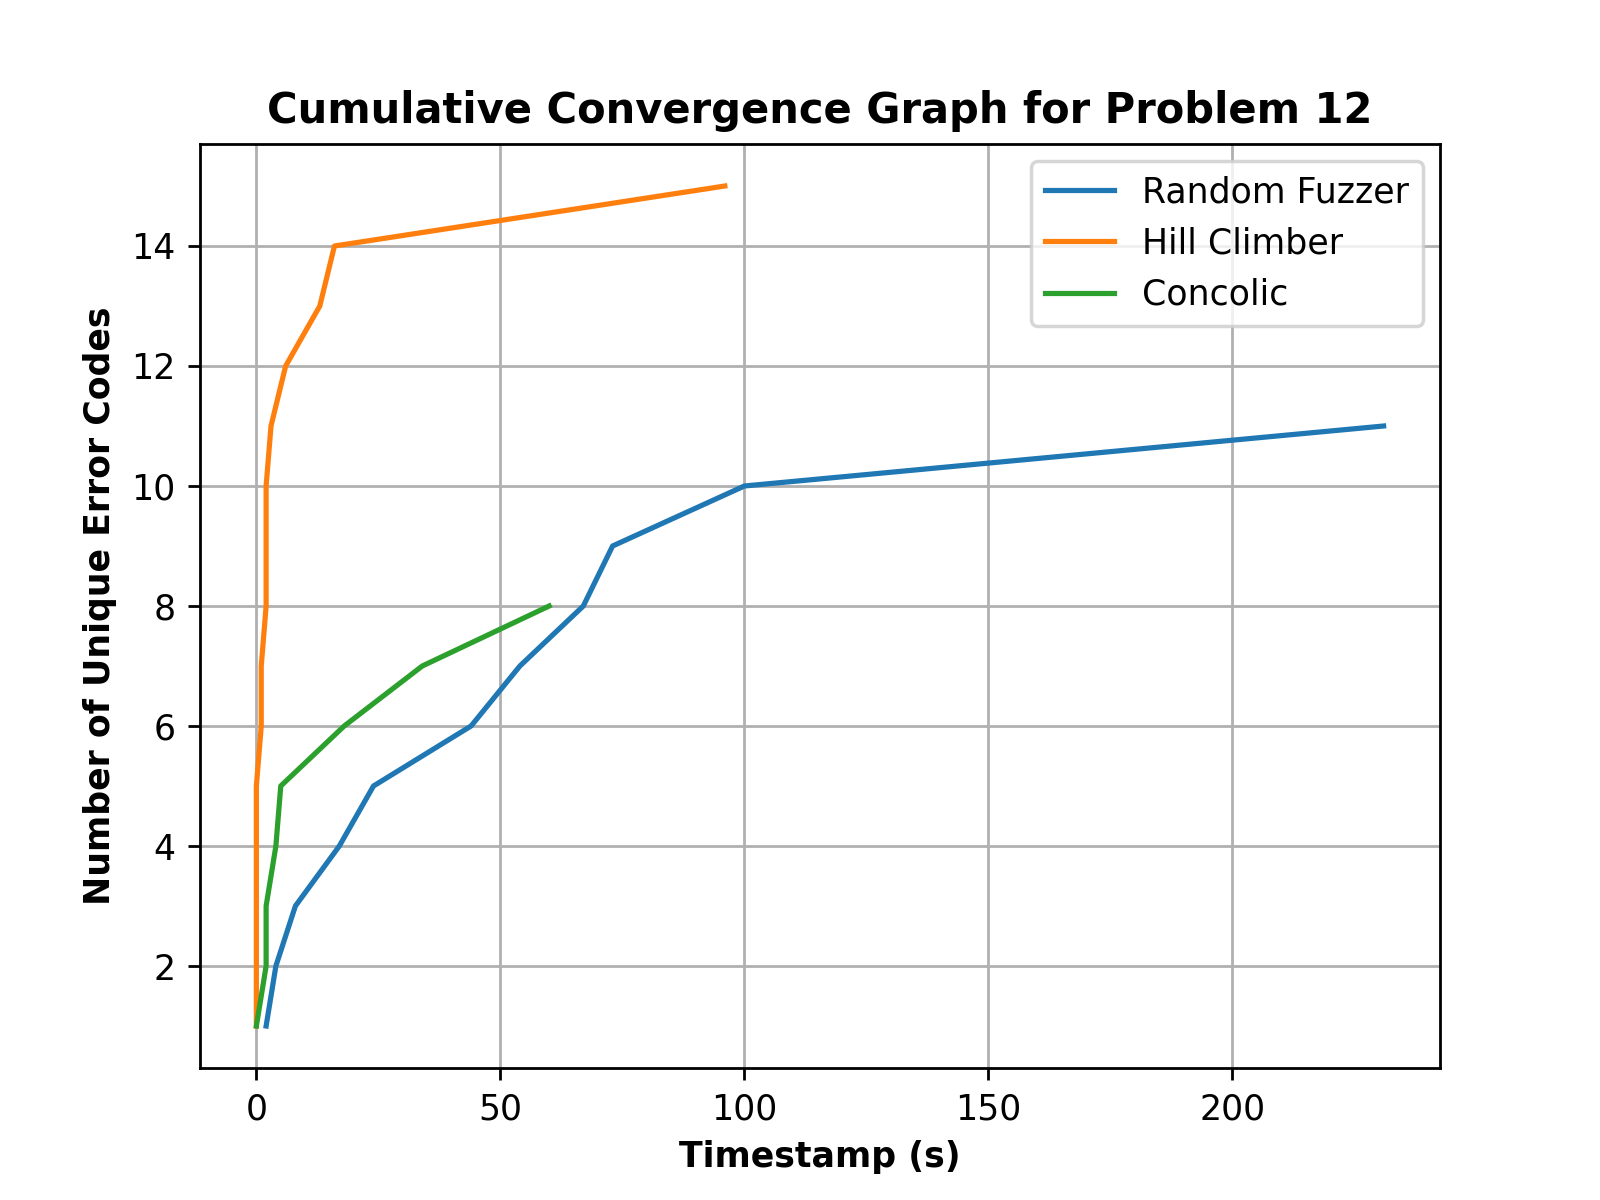 Cumulative Convergence Graph for Problem 12
Number of Unique Error Codes
14
12
10
8
6
4
2
Random Fuzzer
Hill Climber
Concolic
0 50 100 150 200
Timestamp (s)